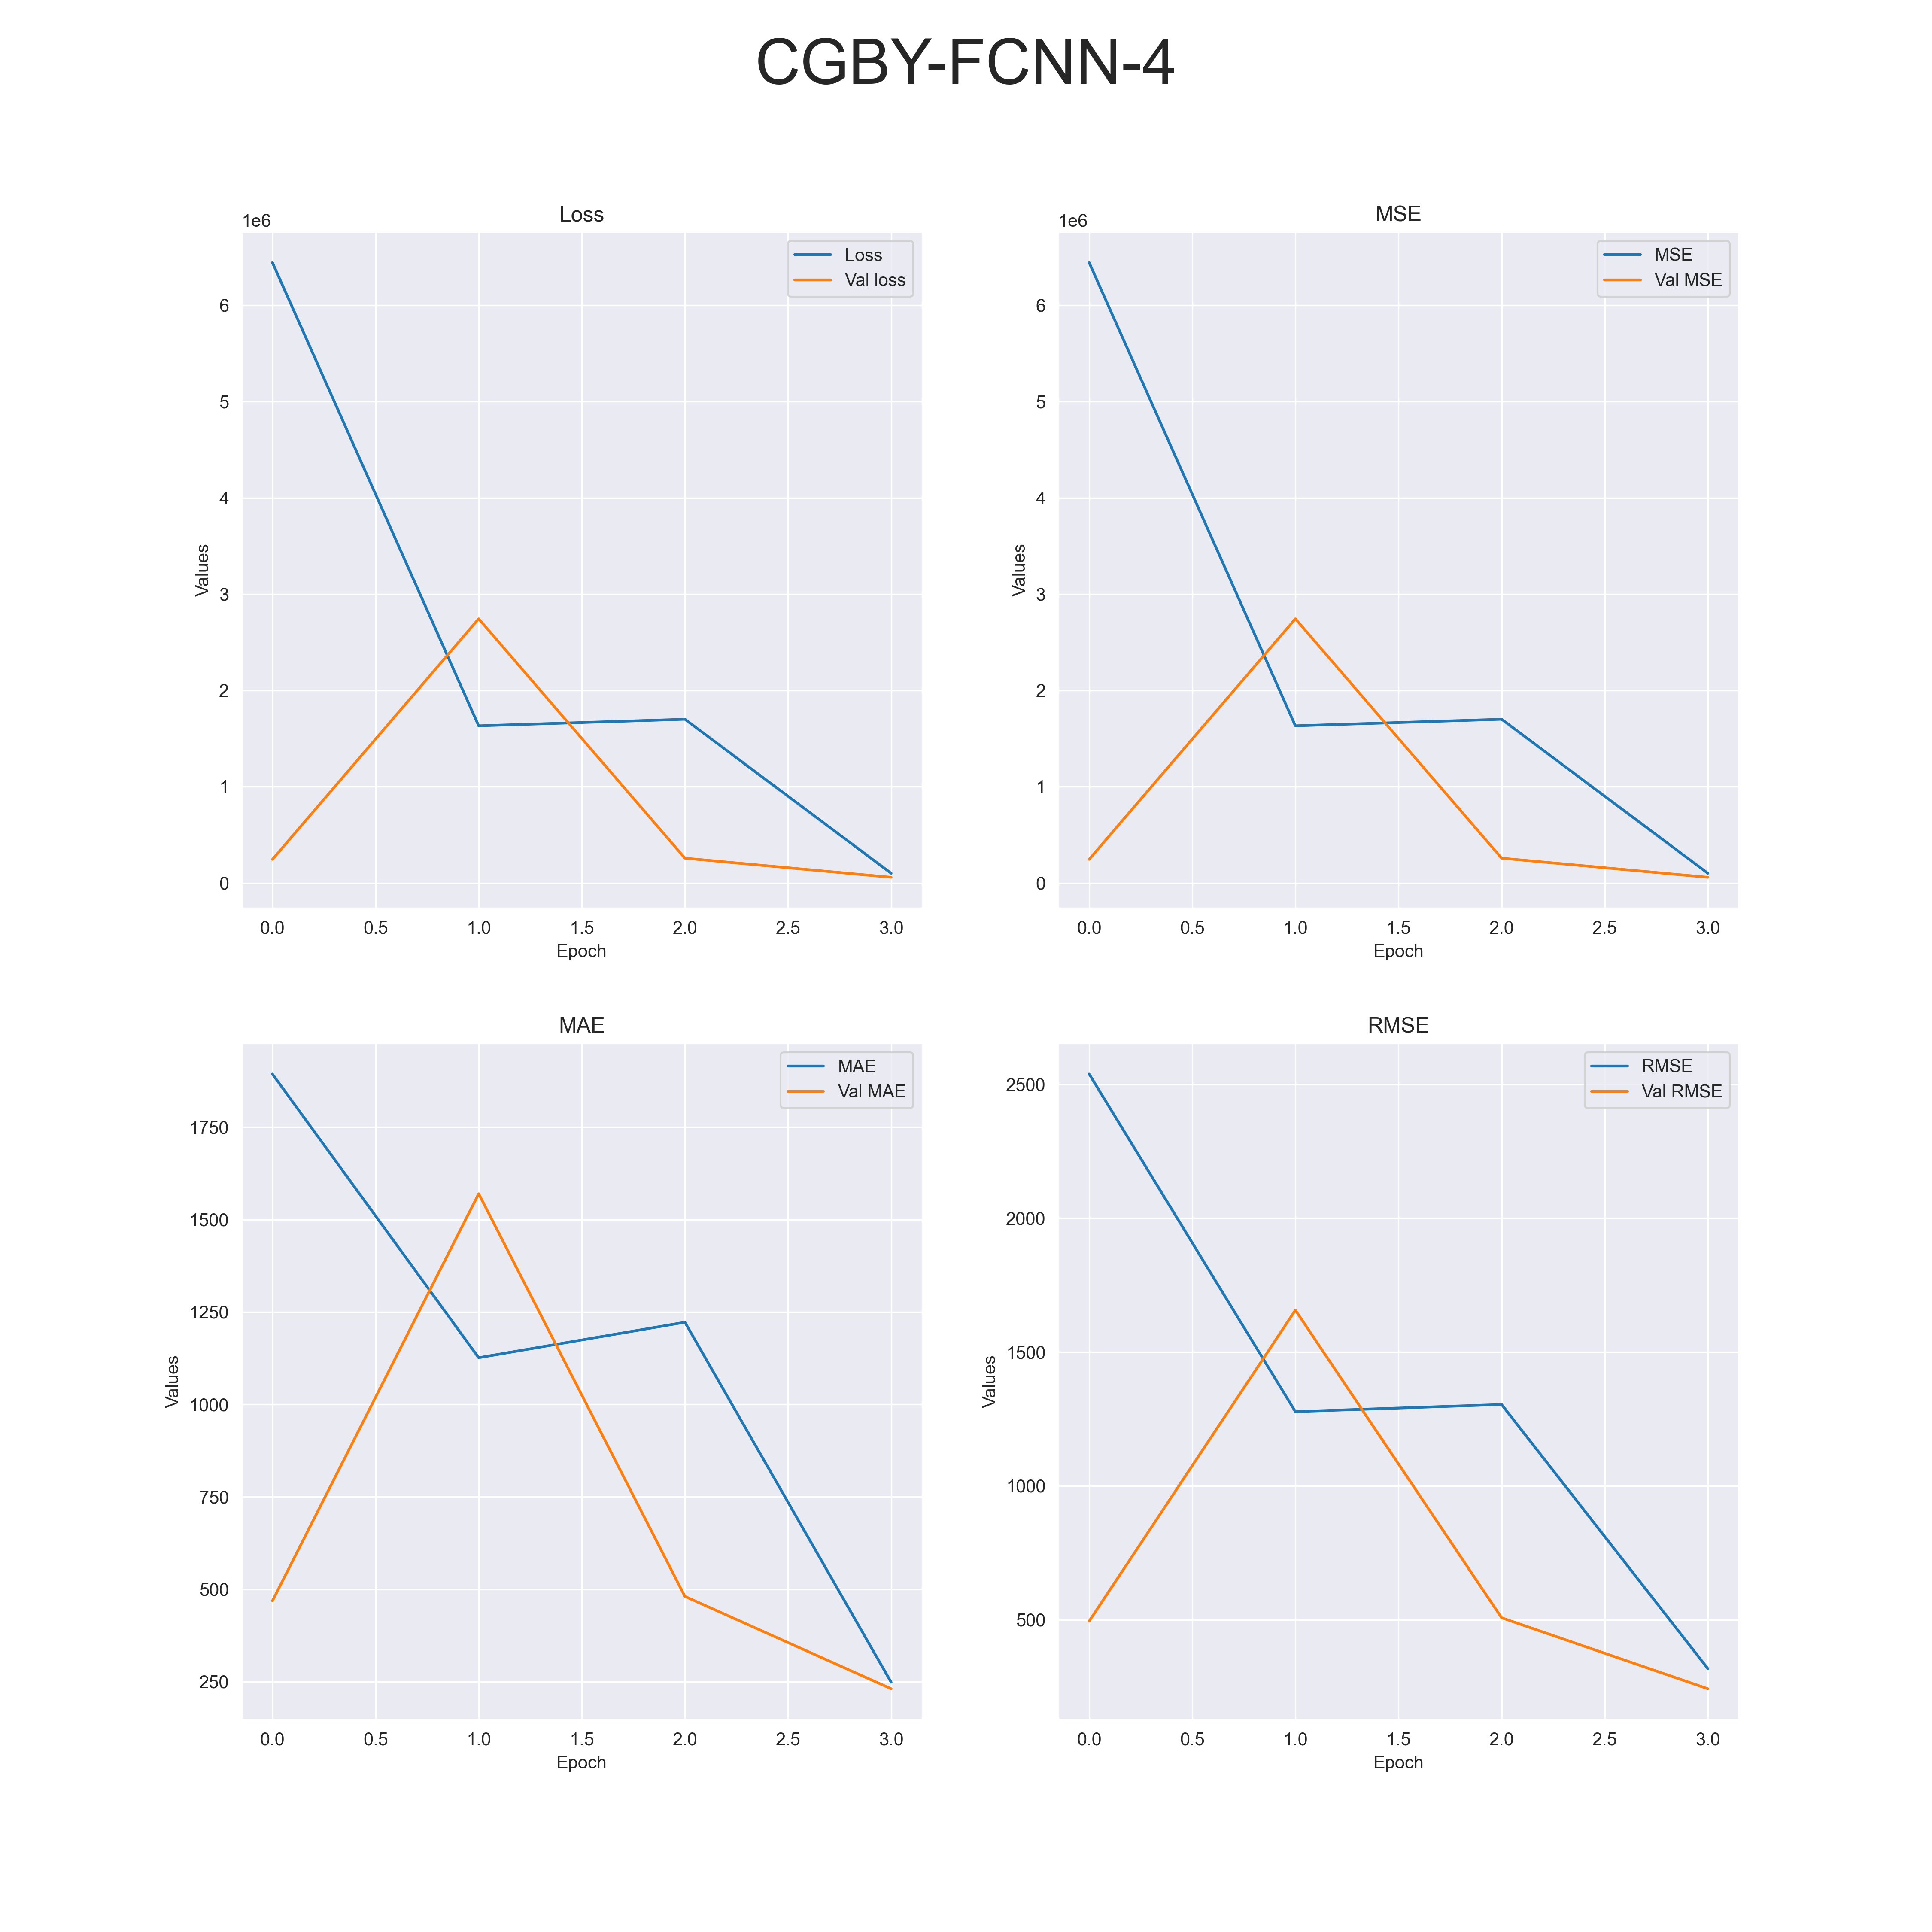 CGBY-FCNN-4
Loss
1e6
Loss
Val loss
6
5
4
3
2
1
0
Values
0.0 0.5 1.0 1.5 2.0 2.5 3.0
Epoch
MSE
1e6
MSE
Val MSE
6
5
4
3
2
1
0
Values
0.0 0.5 1.0 1.5 2.0 2.5 3.0
Epoch
MAE
MAE
Val MAE
1750
1500
1250
1000
750
500
250
Values
0.0 0.5 1.0 1.5 2.0 2.5 3.0
Epoch
RMSE
RMSE
Val RMSE
2500
2000
1500
1000
500
Values
0.0 0.5 1.0 1.5 2.0 2.5 3.0
Epoch